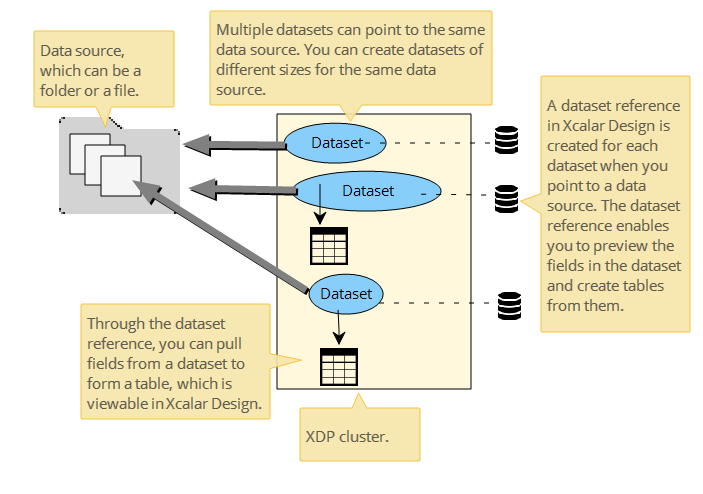 Multiple datasets can point to the same
data source. You can create datasets of
different sizes for the same data
source.
Data source,
which can be a
folder or a file.
A dataset reference
in Xcalar Design is
created for each
dataset when you
point to a data
source. The dataset
reference enables
you to preview the
fields in the dataset
and create tables
from them.
Dataset
Dataset
Dataset
Through the dataset
reference, you can pull
fields from a dataset to
form a table, which is
viewable in Xcalar Design.
XDP cluster.